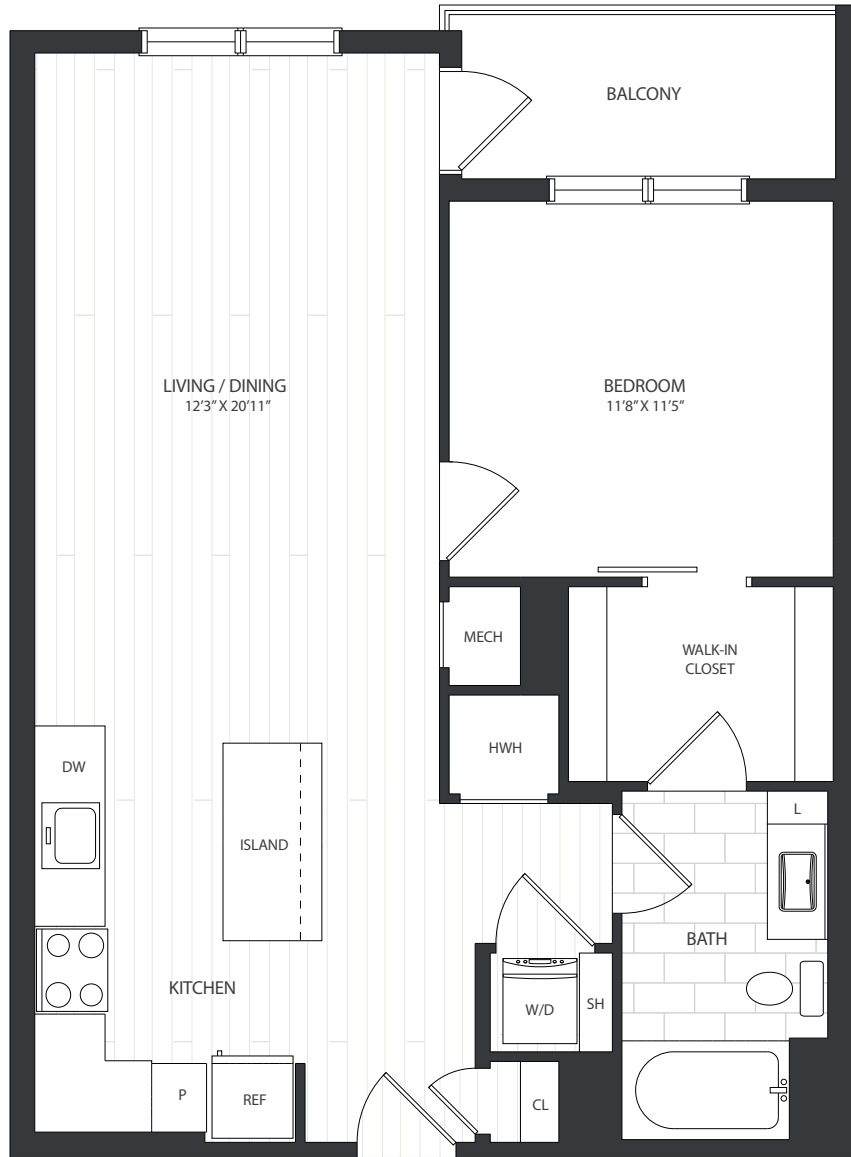 BALCONY
LIVING / DINING
12’3” X 20’11”
BEDROOM
11’8” X 11’5”
MECH
WALK-IN
CLOSET
HWH
DW
ISLAND
L
BATH
KITCHEN
W/D
SH
P
REF
CL